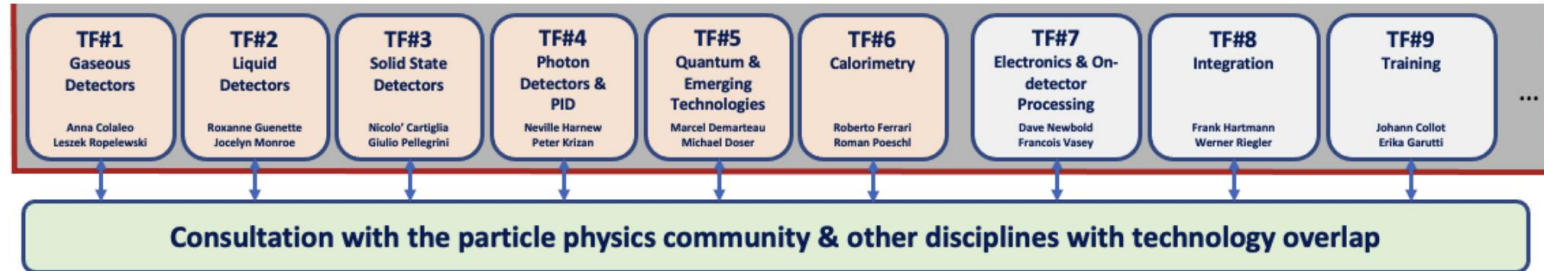 TF#1
Gaseous
Detectors
Anna Colaleo
Leszek Ropelewski
TF#2
Liquid
Detectors
Roxanne Guenette
Jocelyn Monroe
TF#3
Solid State
Detectors
Nicolo' Cartiglia
Giulio Pellegrini
TF#4
Photon
Detectors &
PID
Neville Harnew
Peter Krizan
TF#5
Quantum &
Emerging
Technologies
Marcel Demarteau
Michael Doser
TF#6
Calorimetry
Roberto Ferrari
Roman Poeschl
TF#7
Electronics & On-
detector
Processing
Dave Newbold
Francois Vasey
TF#8
Integration
Frank Hartmann
Werner Riegler
TF#9
Training
Johann Collot
Erika Garutti
...
Consultation with the particle physics community & other disciplines with technology overlap